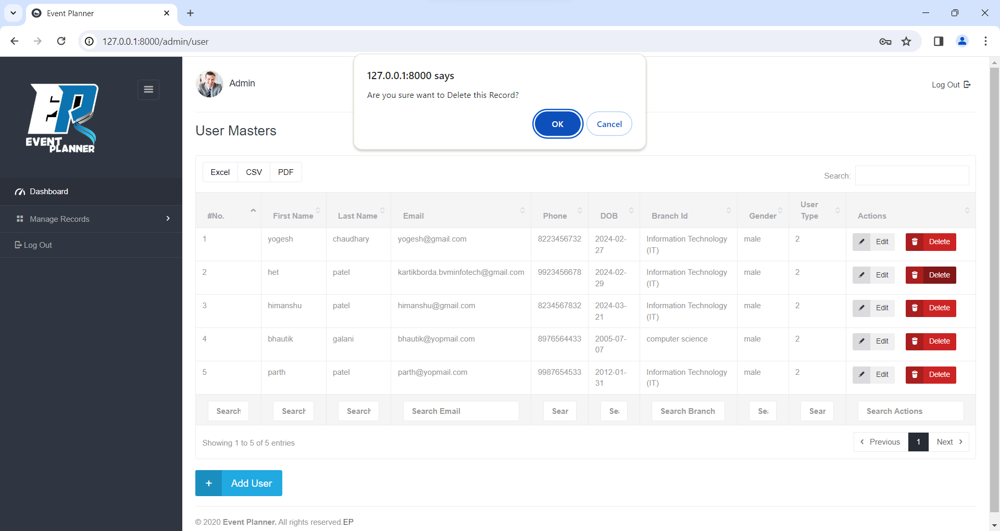 Event Planner
127.0.0.1:8000/admin/user
127.0.0.1:8000 says
Are you sure want to Delete this Record?
OK
Cancel
EVENT
PLANNER
Admin
Log Out
User Masters
Dashboard
Manage Records
Log Out
Excel CSV PDF
Search:
#No. First Name Last Name Email Phone DOB Branch Id Gender User Type Actions
1 yogesh chaudhary yogesh@gmail.com 8223456732 2024-02-27 Information Technology (IT) male 2 Edit Delete
2 het patel kartikborda.bvminfotech@gmail.com 9923456678 2024-02-29 Information Technology (IT) male 2 Edit Delete
3 himanshu patel himanshu@gmail.com 8234567832 2024-03-21 Information Technology (IT) male 2 Edit Delete
4 bhautik galani bhautik@yopmail.com 8976564433 2005-07-07 computer science male 2 Edit Delete
5 parth patel parth@yopmail.com 9987654533 2012-01-31 Information Technology (IT) male 2 Edit Delete
Search Search Search Search Email Sear Sea Search Branch Sea Sear Search Actions
Showing 1 to 5 of 5 entries
Previous 1 Next
+ Add User
© 2020 Event Planner. All rights reserved.EP